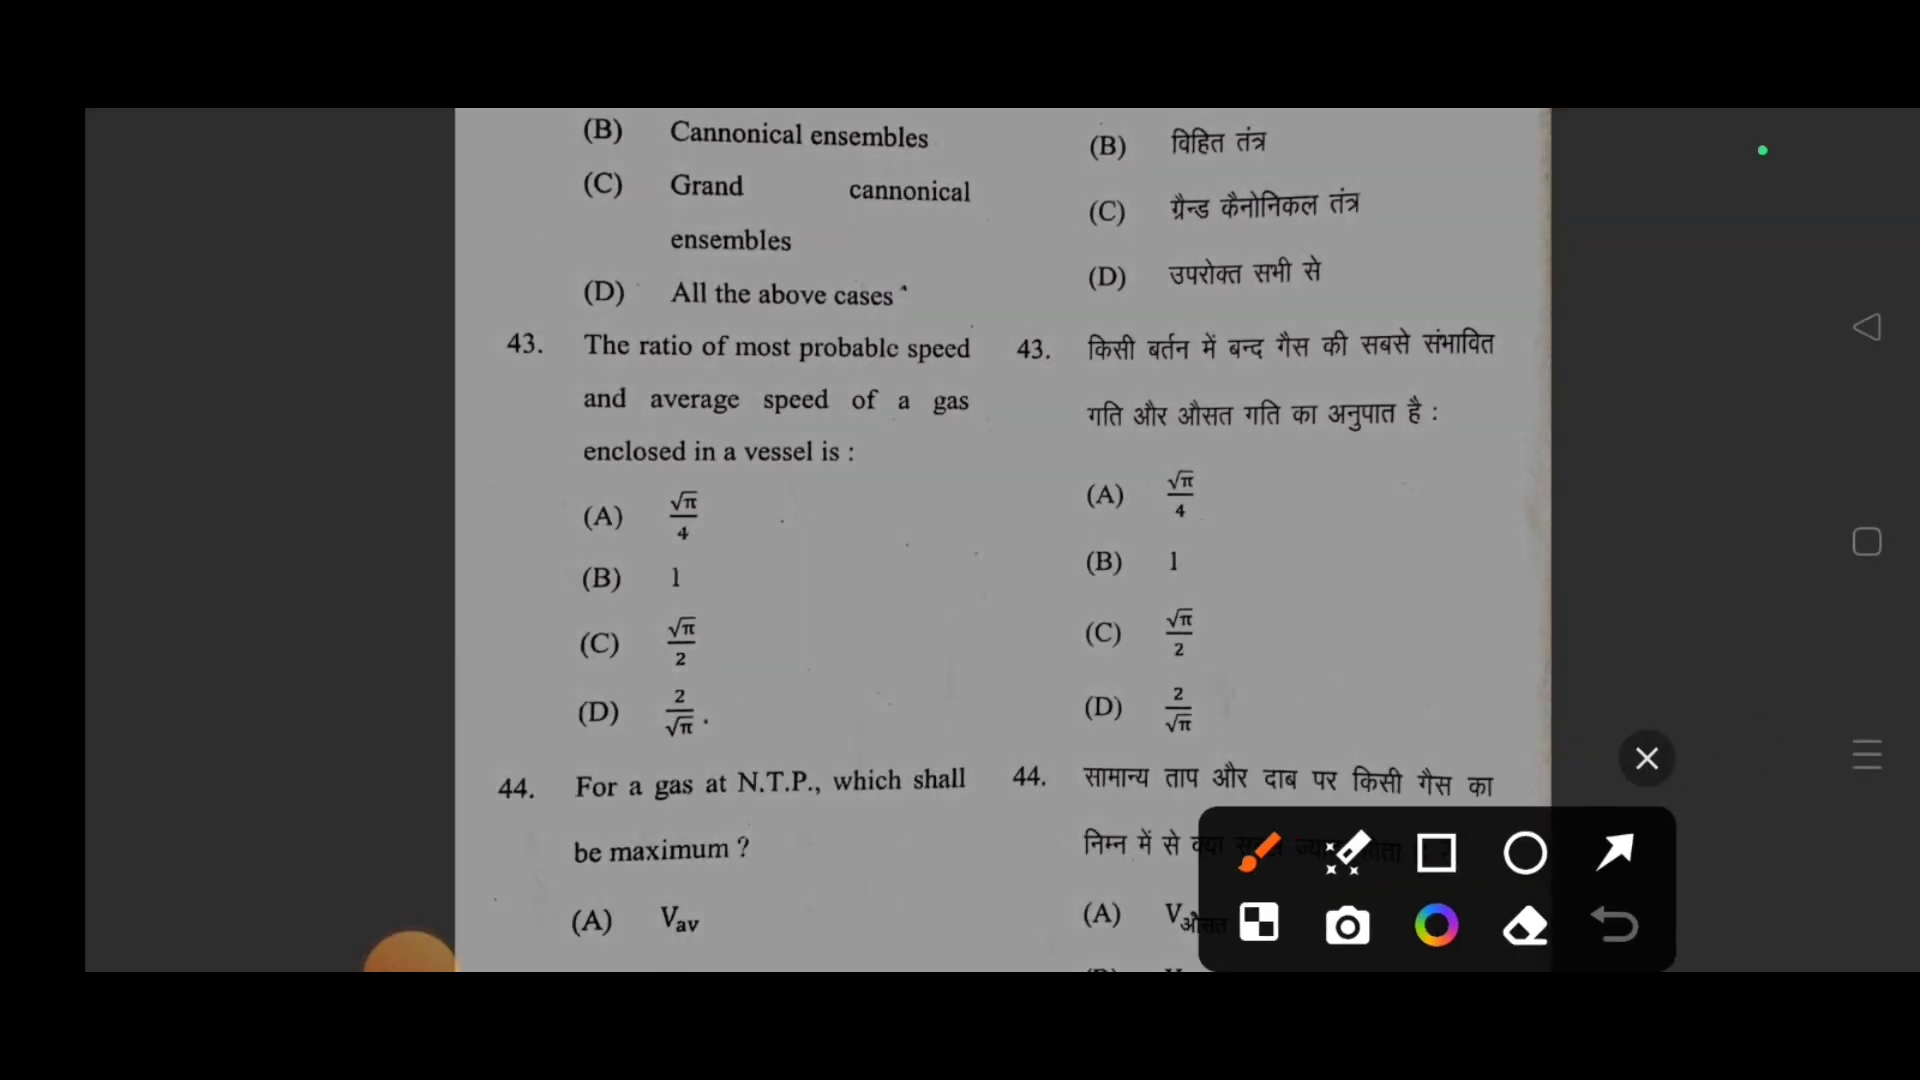 (B) Cannonical ensembles
(C) Grand cannonical
ensembles
(D) All the above cases
43. The ratio of most probable speed
and average speed of a gas
enclosed in a vessel is :
(A) √π/4
(B) 1
(C) √π/2
(D) 2/√π .
44. For a gas at N.T.P., which shall
be maximum ?
(A) Vav
(B) विहित तंत्र
(C) ग्रैन्ड कैनोनिकल तंत्र
(D) उपरोक्त सभी से
43. किसी बर्तन में बन्द गैस की सबसे संभावित
गति और औसत गति का अनुपात है :
(A) √π/4
(B) 1
(C) √π/2
(D) 2/√π
44. सामान्य ताप और दाब पर किसी गैस का
निम्न में से क्या
(A) Vऔसत